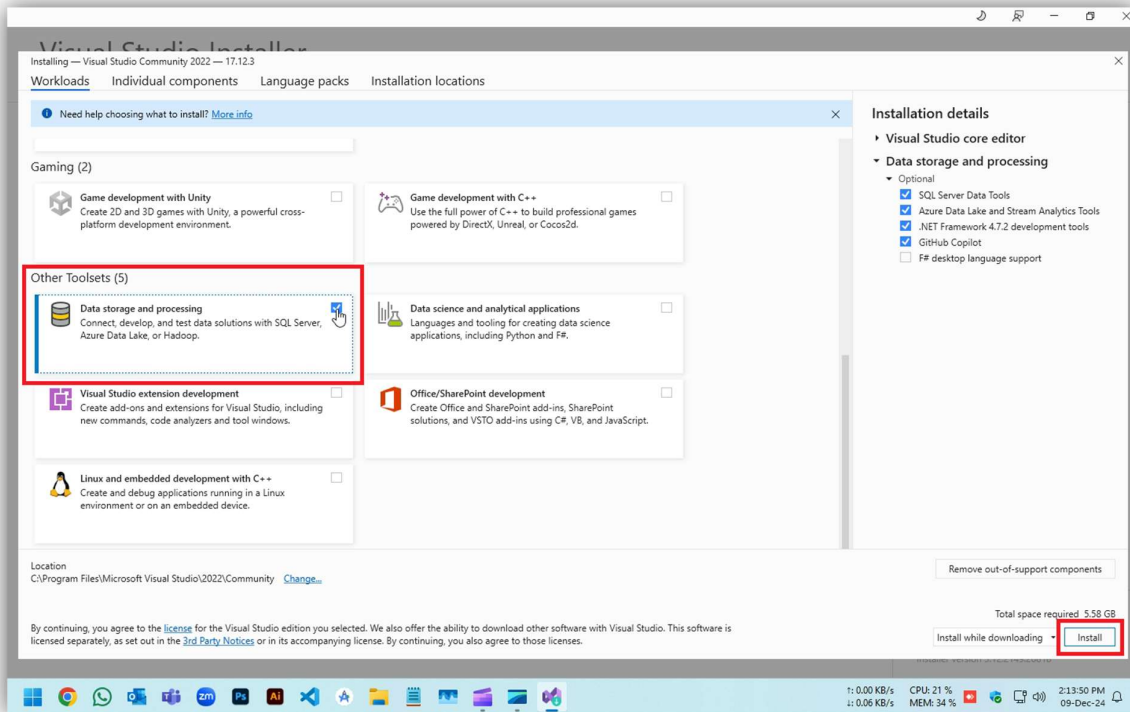 Visual Studio Installer
Installing — Visual Studio Community 2022 — 17.12.3
Workloads
Individual components
Language packs
Installation locations
Need help choosing what to install? More info
Gaming (2)
Game development with Unity
Create 2D and 3D games with Unity, a powerful cross-
platform development environment.
Game development with C++
Use the full power of C++ to build professional games
powered by DirectX, Unreal, or Cocos2d.
Other Toolsets (5)
Data storage and processing
Connect, develop, and test data solutions with SQL Server,
Azure Data Lake, or Hadoop.
Data science and analytical applications
Languages and tooling for creating data science
applications, including Python and F#.
Visual Studio extension development
Create add-ons and extensions for Visual Studio, including
new commands, code analyzers and tool windows.
Office/SharePoint development
Create Office and SharePoint add-ins, SharePoint
solutions, and VSTO add-ins using C#, VB, and JavaScript.
Linux and embedded development with C++
Create and debug applications running in a Linux
environment or on an embedded device.
Installation details
Visual Studio core editor
Data storage and processing
Optional
SQL Server Data Tools
Azure Data Lake and Stream Analytics Tools
.NET Framework 4.7.2 development tools
GitHub Copilot
F# desktop language support
Location
C:\Program Files\Microsoft Visual Studio\2022\Community Change...
Remove out-of-support components
Total space required 5.58 GB
By continuing, you agree to the license for the Visual Studio edition you selected. We also offer the ability to download other software with Visual Studio. This software is
licensed separately, as set out in the 3rd Party Notices or in its accompanying license. By continuing, you also agree to those licenses.
Install while downloading
Install
zm
Ps
Ai
↑: 0.00 KB/s
↓: 0.06 KB/s
CPU: 21 %
MEM: 34 %
2:13:50 PM
09-Dec-24